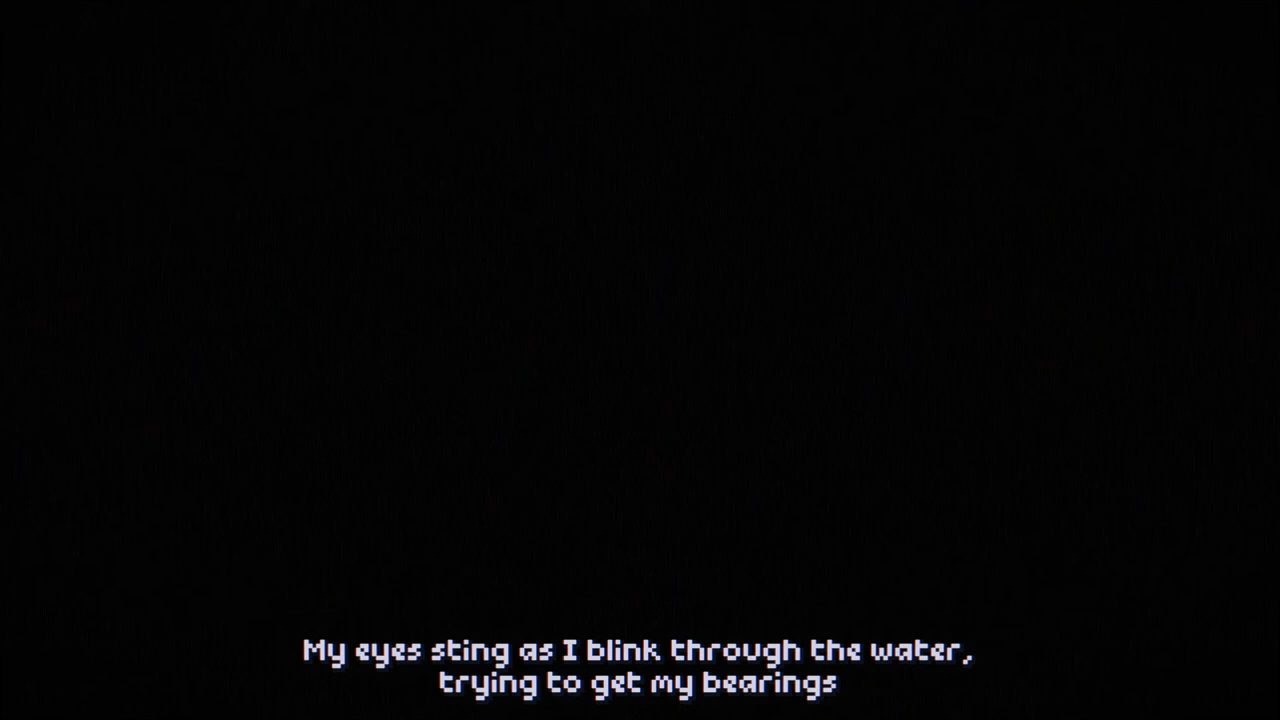 My eyes sting as I blink through the water,
trying to get my bearings